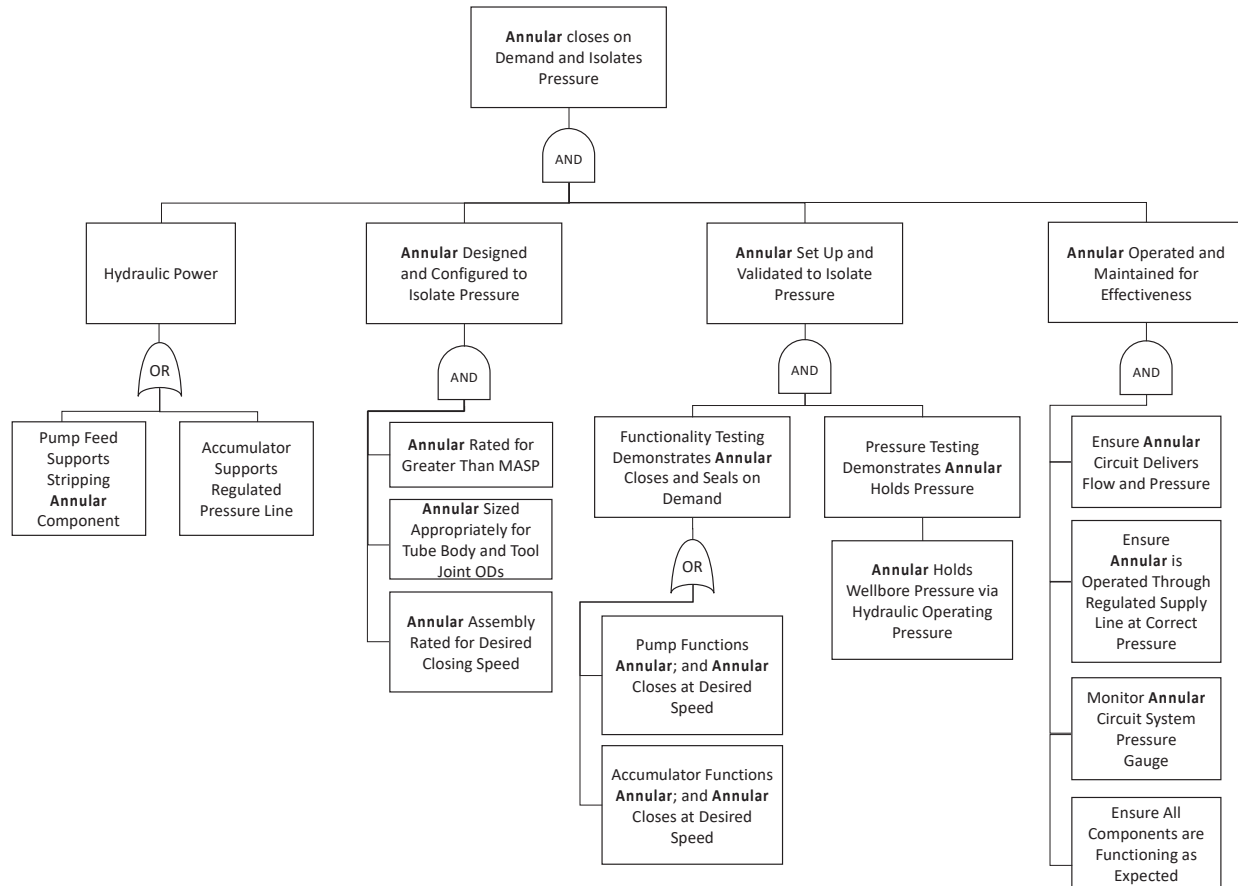 Annular closes on
Demand and Isolates
Pressure
AND
Hydraulic Power
Annular Designed
and Configured to
Isolate Pressure
Annular Set Up and
Validated to Isolate
Pressure
Annular Operated and
Maintained for
Effectiveness
OR
AND
AND
AND
Pump Feed
Supports
Stripping
Annular
Component
Accumulator
Supports
Regulated
Pressure Line
Annular Rated for
Greater Than MASP
Annular Sized
Appropriately for
Tube Body and Tool
Joint ODs
Annular Assembly
Rated for Desired
Closing Speed
Functionality Testing
Demonstrates Annular
Closes and Seals on
Demand
OR
Pump Functions
Annular; and Annular
Closes at Desired
Speed
Accumulator Functions
Annular; and Annular
Closes at Desired
Speed
Pressure Testing
Demonstrates Annular
Holds Pressure
Annular Holds
Wellbore Pressure via
Hydraulic Operating
Pressure
Ensure Annular
Circuit Delivers
Flow and Pressure
Ensure
Annular is
Operated Through
Regulated Supply
Line at Correct
Pressure
Monitor Annular
Circuit System
Pressure
Gauge
Ensure All
Components are
Functioning as
Expected